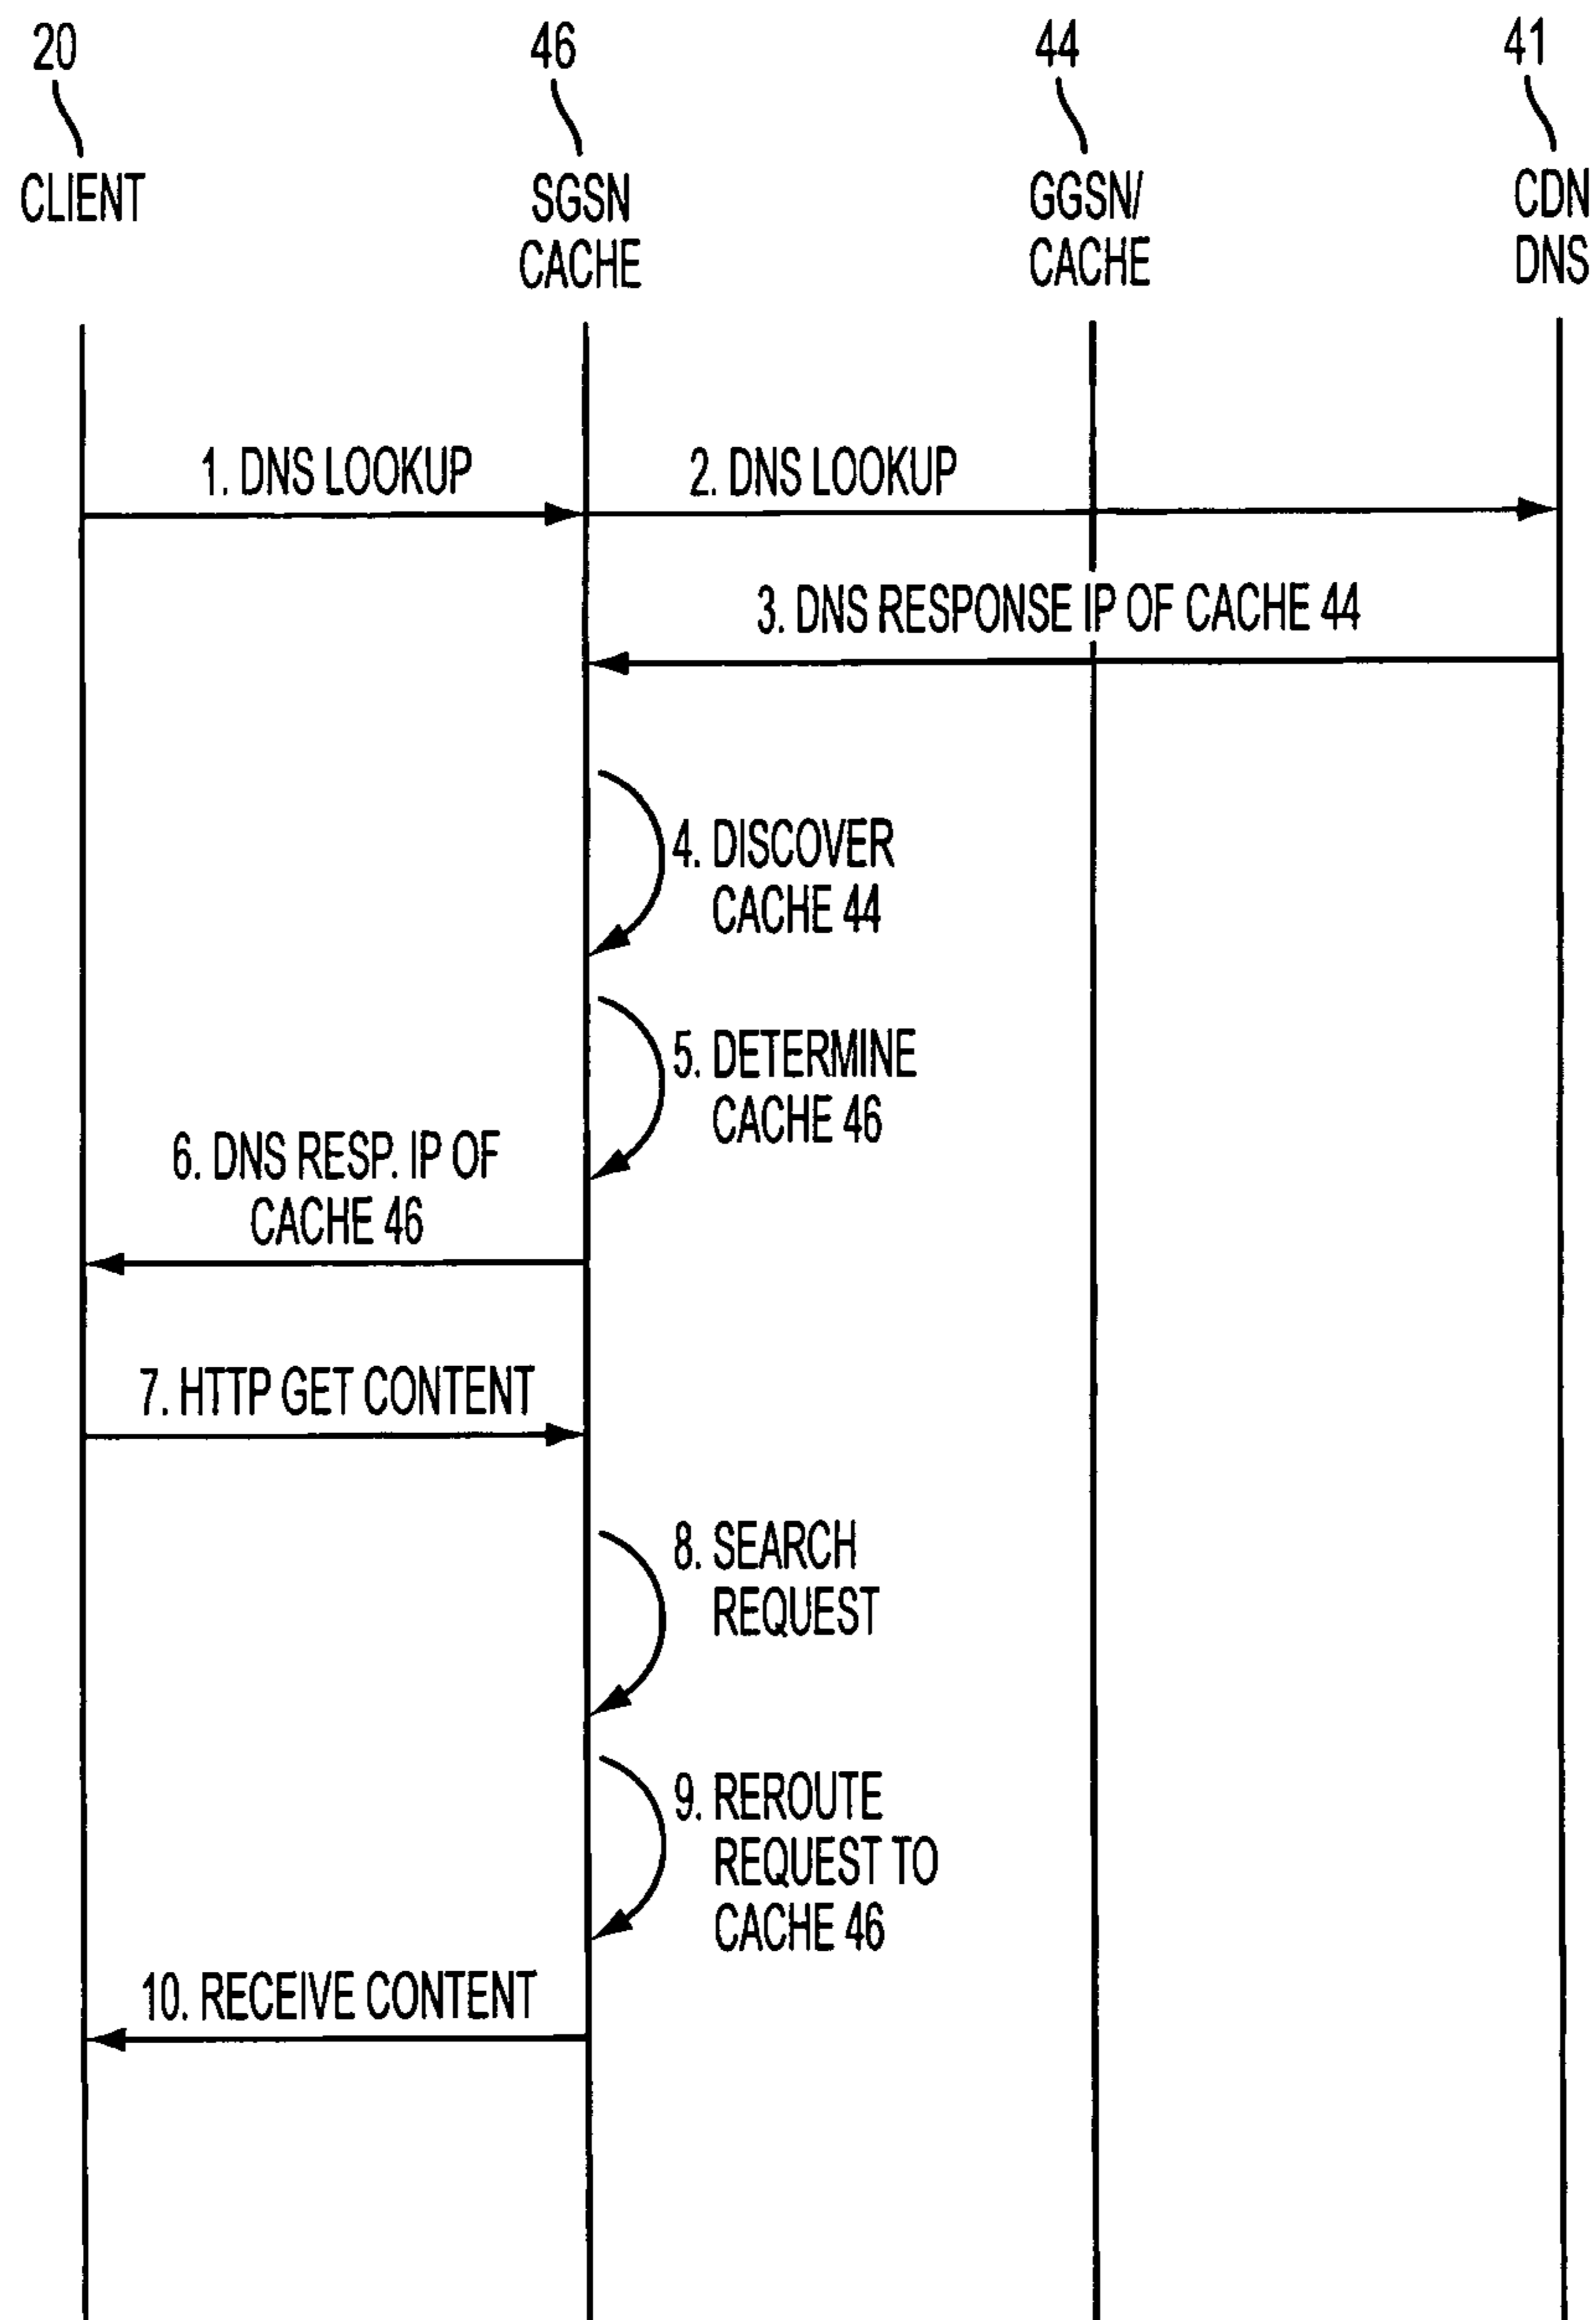 20
46
44
41
CLIENT
SGSN
CACHE
GGSN/
CACHE
CDN
DNS
1. DNS LOOKUP
2. DNS LOOKUP
3. DNS RESPONSE IP OF CACHE 44
4. DISCOVER
CACHE 44
5. DETERMINE
CACHE 46
6. DNS RESP. IP OF
CACHE 46
7. HTTP GET CONTENT
8. SEARCH
REQUEST
9. REROUTE
REQUEST TO
CACHE 46
10. RECEIVE CONTENT